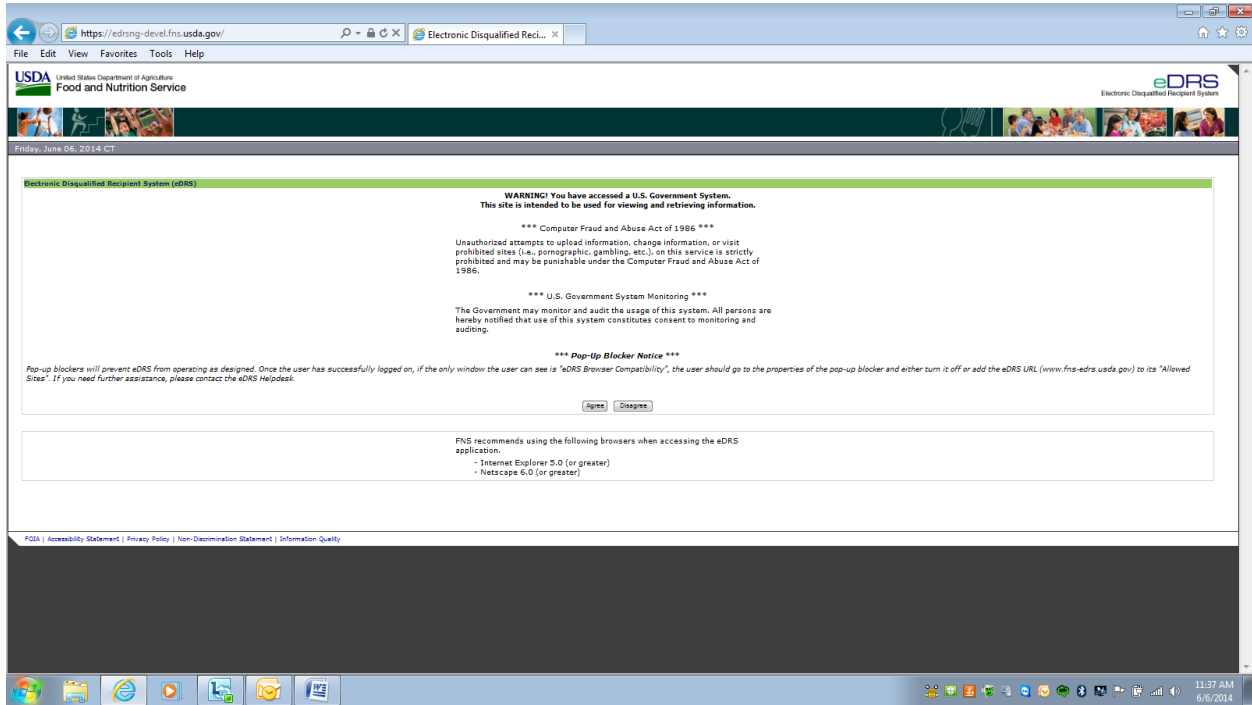 https://edrsng-devel.fns.usda.gov/
Electronic Disqualified Reci...
File Edit View Favorites Tools Help
USDA United States Department of Agriculture
Food and Nutrition Service
eDRS
Electronic Disqualified Recipient System
Friday, June 06, 2014 CT
Electronic Disqualified Recipient System (eDRS)
WARNING! You have accessed a U.S. Government System.
This site is intended to be used for viewing and retrieving information.
*** Computer Fraud and Abuse Act of 1986 ***
Unauthorized attempts to upload information, change information, or visit
prohibited sites (i.e., pornographic, gambling, etc.), on this service is strictly
prohibited and may be punishable under the Computer Fraud and Abuse Act of
1986.
*** U.S. Government System Monitoring ***
The Government may monitor and audit the usage of this system. All persons are
hereby notified that use of this system constitutes consent to monitoring and
auditing.
*** Pop-Up Blocker Notice ***
Pop-up blockers will prevent eDRS from operating as designed. Once the user has successfully logged on, if the only window the user can see is "eDRS Browser Compatibility", the user should go to the properties of the pop-up blocker and either turn it off or add the eDRS URL (www.fns-edrs.usda.gov) to its "Allowed
Sites". If you need further assistance, please contact the eDRS Helpdesk.
Agree Disagree
FNS recommends using the following browsers when accessing the eDRS
application.
- Internet Explorer 5.0 (or greater)
- Netscape 6.0 (or greater)
FOIA | Accessibility Statement | Privacy Policy | Non-Discrimination Statement | Information Quality
11:37 AM
6/6/2014